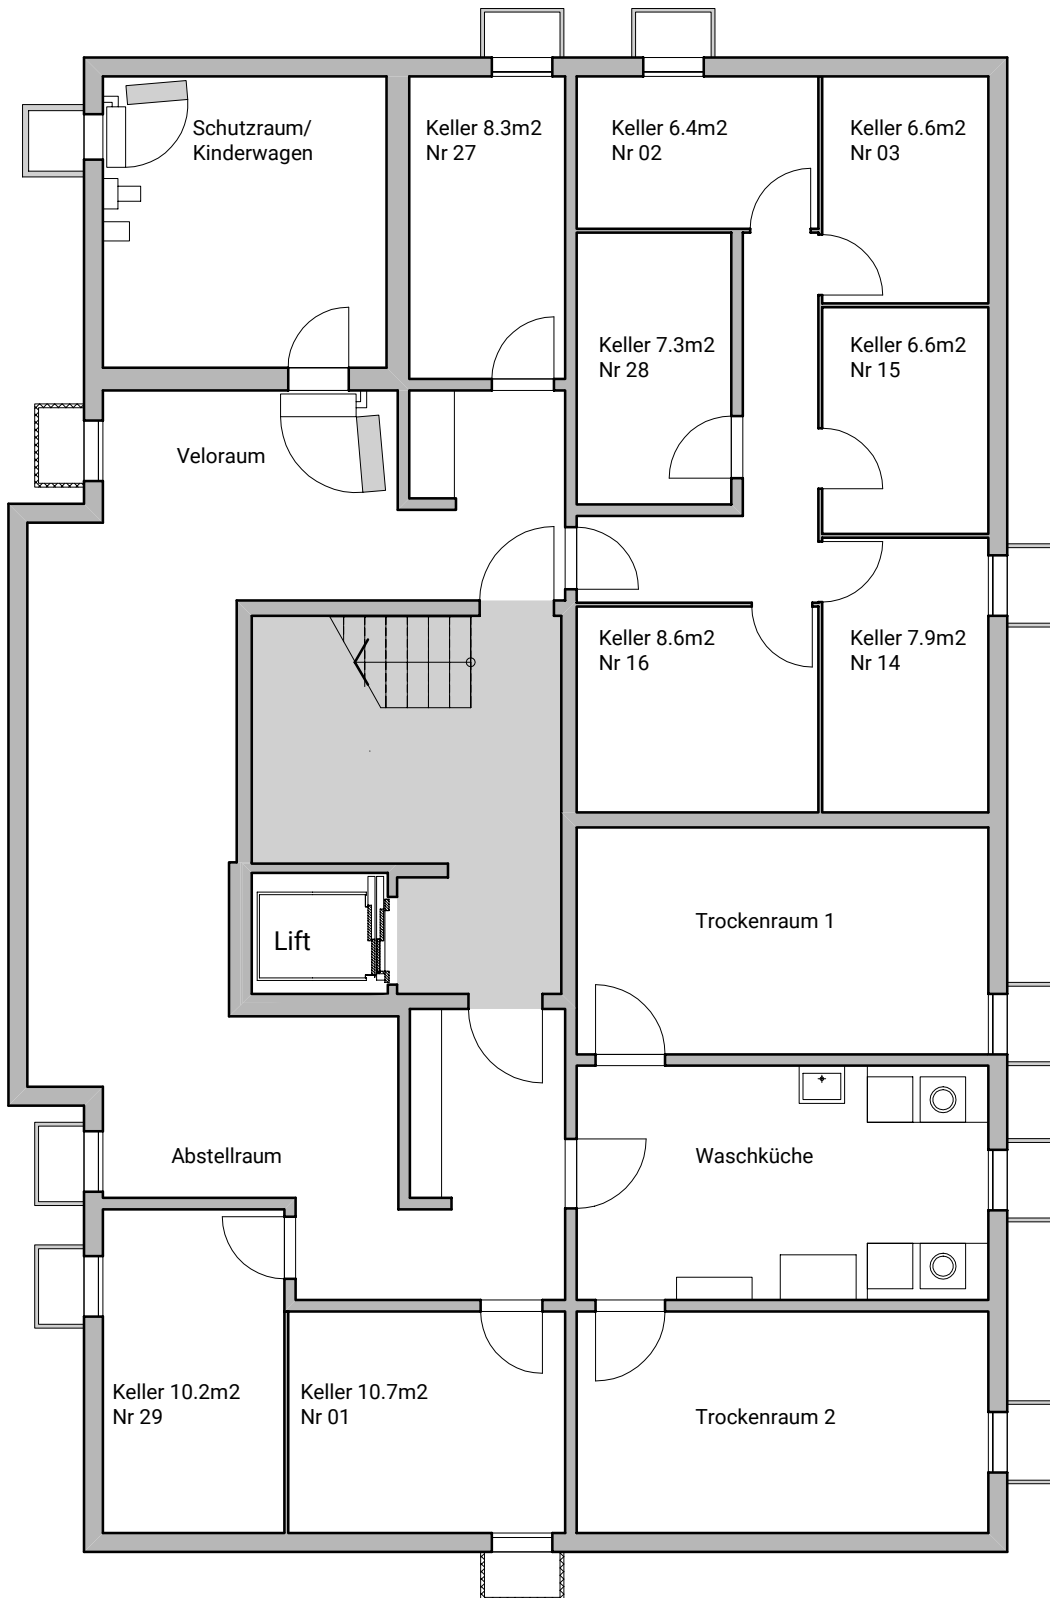 Schutzraum/
Kinderwagen
Keller 8.3m2
Nr 27
Keller 6.4m2
Nr 02
Keller 6.6m2
Nr 03
Keller 7.3m2
Nr 28
Keller 6.6m2
Nr 15
Veloraum
Keller 8.6m2
Nr 16
Keller 7.9m2
Nr 14
Lift
Trockenraum 1
Abstellraum
Waschküche
Keller 10.2m2
Nr 29
Keller 10.7m2
Nr 01
Trockenraum 2